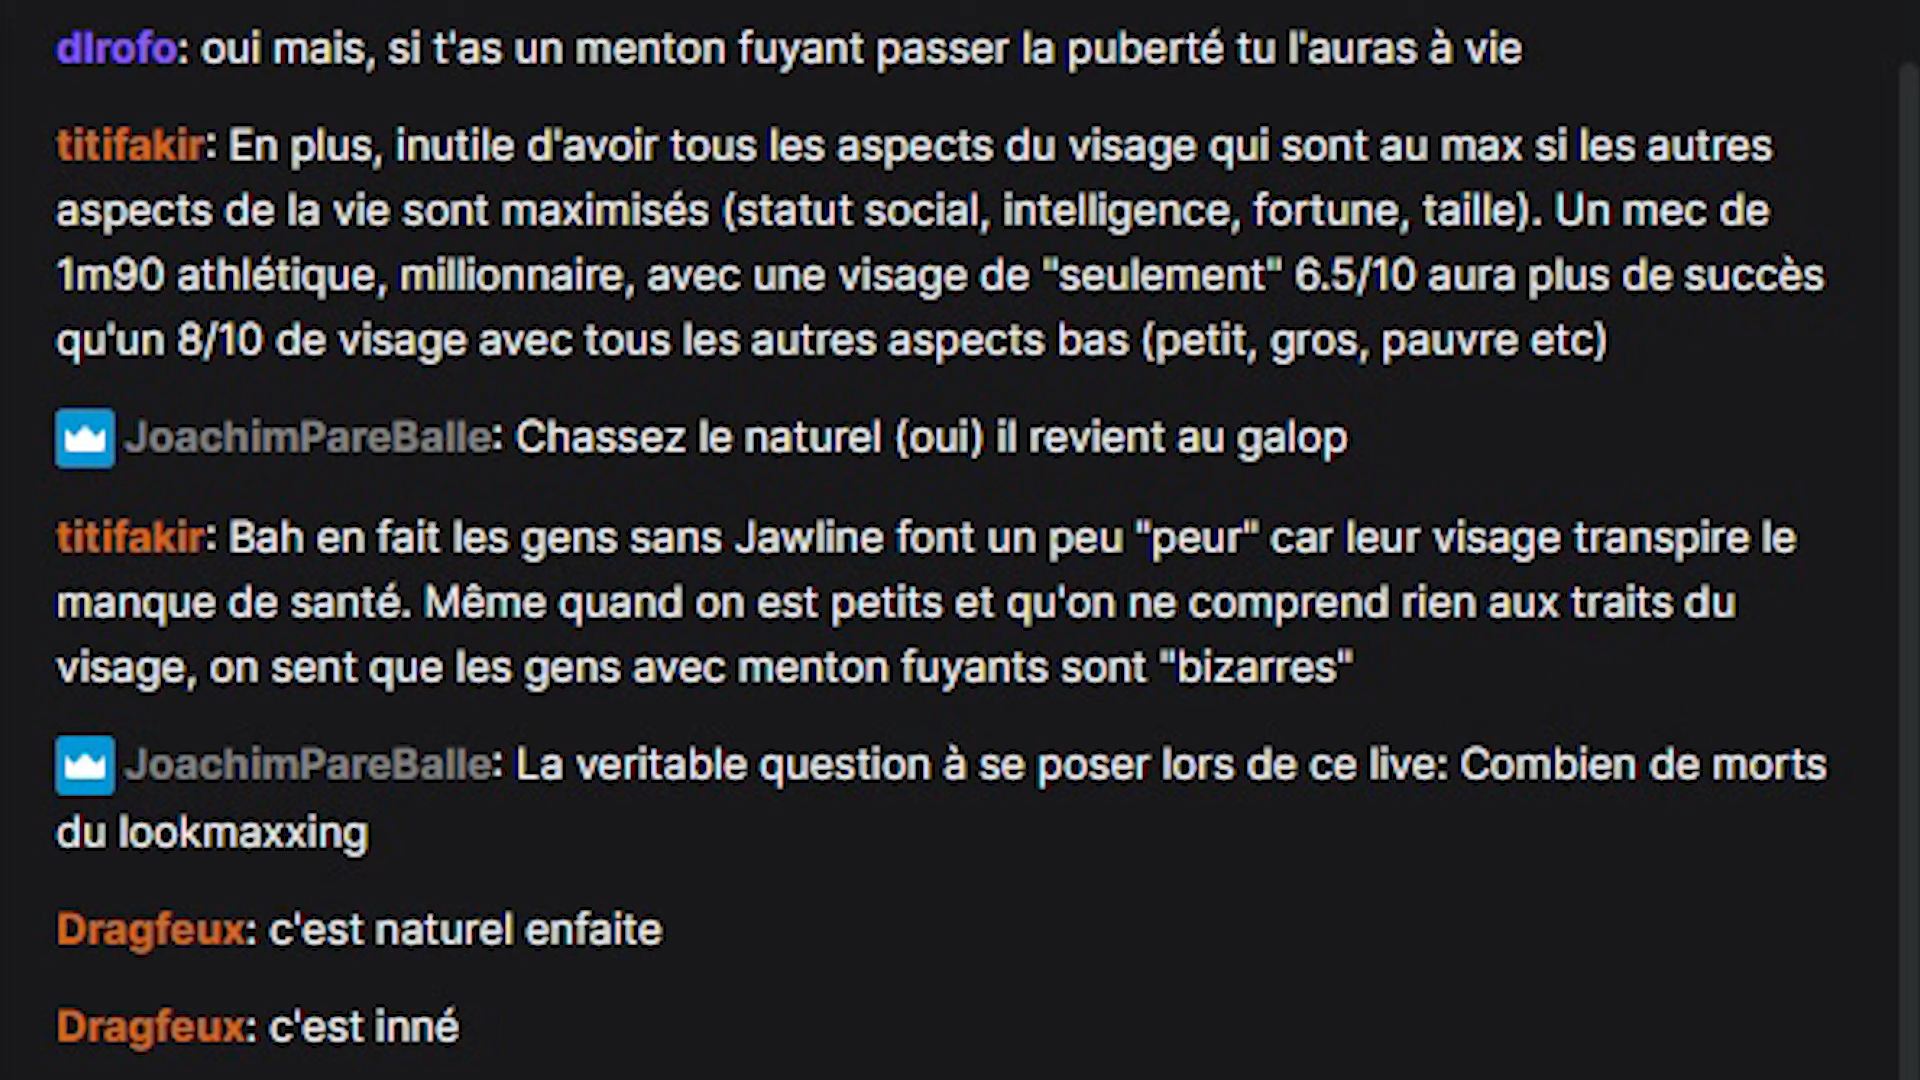 dlrofo: oui mais, si t'as un menton fuyant passer la puberté tu l'auras à vie
titifakir: En plus, inutile d'avoir tous les aspects du visage qui sont au max si les autres
aspects de la vie sont maximisés (statut social, intelligence, fortune, taille). Un mec de
1m90 athlétique, millionnaire, avec une visage de "seulement" 6.5/10 aura plus de succès
qu'un 8/10 de visage avec tous les autres aspects bas (petit, gros, pauvre etc)
JoachimPareBalle: Chassez le naturel (oui) il revient au galop
titifakir: Bah en fait les gens sans Jawline font un peu "peur" car leur visage transpire le
manque de santé. Même quand on est petits et qu'on ne comprend rien aux traits du
visage, on sent que les gens avec menton fuyants sont "bizarres"
JoachimPareBalle: La veritable question à se poser lors de ce live: Combien de morts
du lookmaxxing
Dragfeux: c'est naturel enfaite
Dragfeux: c'est inné